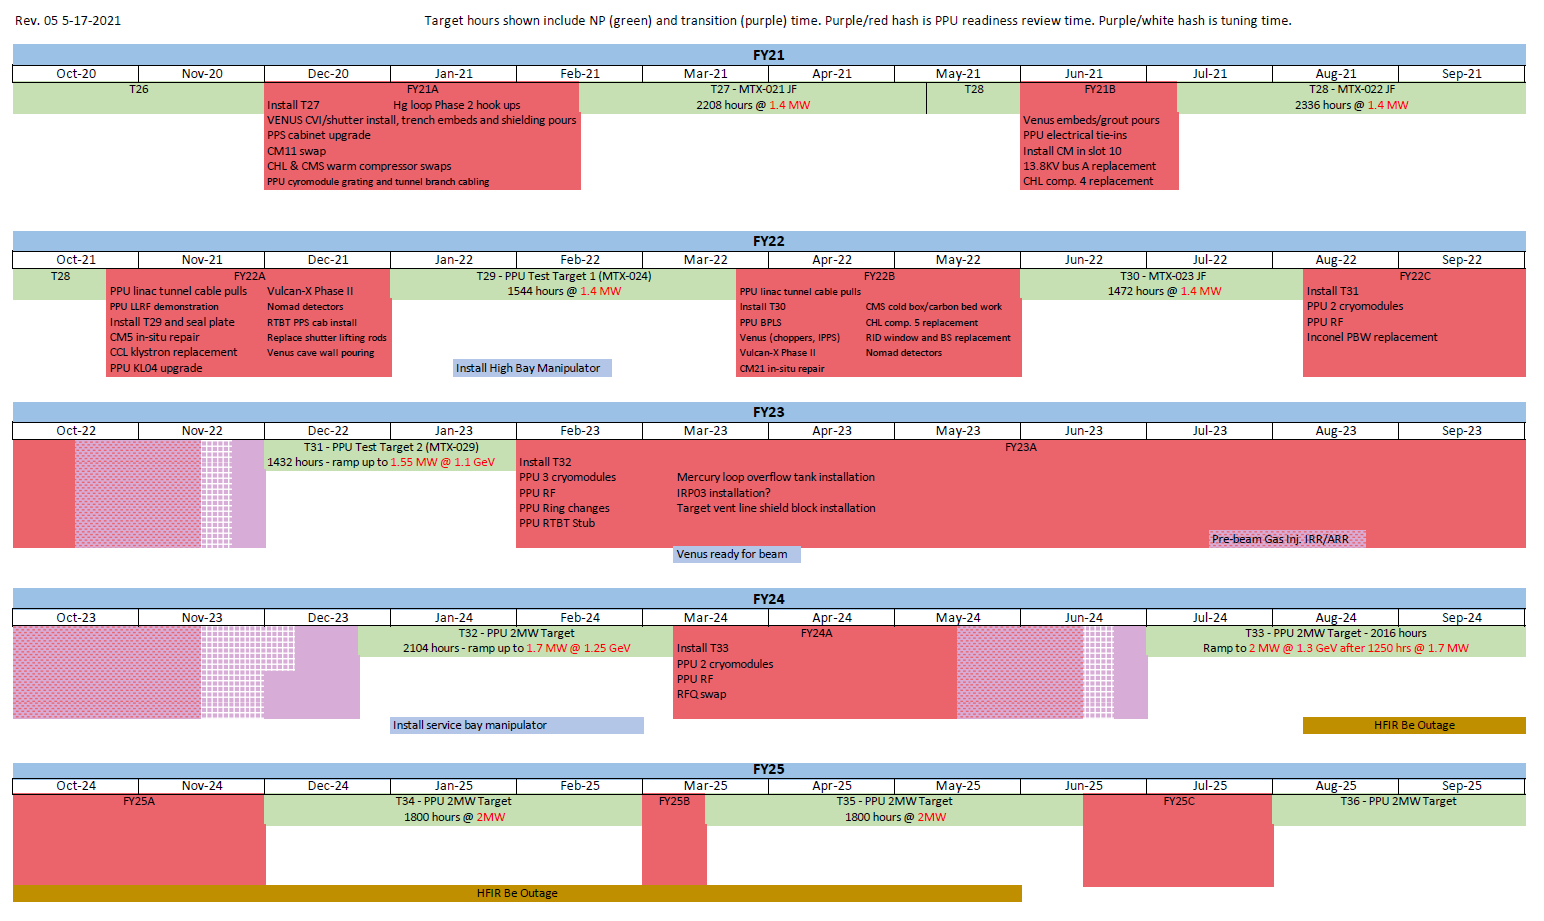 Rev. 05 5-17-2021
Target hours shown include NP (green) and transition (purple) time. Purple/red hash is PPU readiness review time. Purple/white hash is tuning time.
FY21
Oct-20 Nov-20 Dec-20 Jan-21 Feb-21 Mar-21 Apr-21 May-21 Jun-21 Jul-21 Aug-21 Sep-21
T26 FY21A T27 - MTX-021 JF T28 FY21B T28 - MTX-022 JF
Install T27 Hg loop Phase 2 hook ups 2208 hours @ 1.4 MW 2336 hours @ 1.4 MW
VENUS CVI/shutter install, trench embeds and shielding pours Venus embeds/grout pours
PPS cabinet upgrade PPU electrical tie-ins
CM11 swap Install CM in slot 10
CHL & CMS warm compressor swaps 13.8KV bus A replacement
PPU cyromodule grating and tunnel branch cabling CHL comp. 4 replacement
FY22
Oct-21 Nov-21 Dec-21 Jan-22 Feb-22 Mar-22 Apr-22 May-22 Jun-22 Jul-22 Aug-22 Sep-22
T28 FY22A T29 - PPU Test Target 1 (MTX-024) FY22B T30 - MTX-023 JF FY22C
PPU linac tunnel cable pulls Vulcan-X Phase II 1544 hours @ 1.4 MW PPU linac tunnel cable pulls 1472 hours @ 1.4 MW Install T31
PPU LLRF demonstration Nomad detectors Install T30 CMS cold box/carbon bed work PPU 2 cryomodules
Install T29 and seal plate RTBT PPS cab install PPU BPLS CHL comp. 5 replacement PPU RF
CM5 in-situ repair Replace shutter lifting rods Venus (choppers, IPPS) RID window and BS replacement Inconel PBW replacement
CCL klystron replacement Venus cave wall pouring Vulcan-X Phase II Nomad detectors
PPU KL04 upgrade Install High Bay Manipulator CM21 in-situ repair
FY23
Oct-22 Nov-22 Dec-22 Jan-23 Feb-23 Mar-23 Apr-23 May-23 Jun-23 Jul-23 Aug-23 Sep-23
T31 - PPU Test Target 2 (MTX-029) FY23A
1432 hours - ramp up to 1.55 MW @ 1.1 GeV Install T32
PPU 3 cryomodules Mercury loop overflow tank installation
PPU RF IRP03 installation?
PPU Ring changes Target vent line shield block installation
PPU RTBT Stub
Pre-beam Gas Inj. IRR/ARR
Venus ready for beam
FY24
Oct-23 Nov-23 Dec-23 Jan-24 Feb-24 Mar-24 Apr-24 May-24 Jun-24 Jul-24 Aug-24 Sep-24
T32 - PPU 2MW Target FY24A T33 - PPU 2MW Target - 2016 hours
2104 hours - ramp up to 1.7 MW @ 1.25 GeV Install T33 Ramp to 2 MW @ 1.3 GeV after 1250 hrs @ 1.7 MW
PPU 2 cryomodules
PPU RF
RFQ swap
Install service bay manipulator HFIR Be Outage
FY25
Oct-24 Nov-24 Dec-24 Jan-25 Feb-25 Mar-25 Apr-25 May-25 Jun-25 Jul-25 Aug-25 Sep-25
FY25A T34 - PPU 2MW Target FY25B T35 - PPU 2MW Target FY25C T36 - PPU 2MW Target
1800 hours @ 2MW 1800 hours @ 2MW
HFIR Be Outage